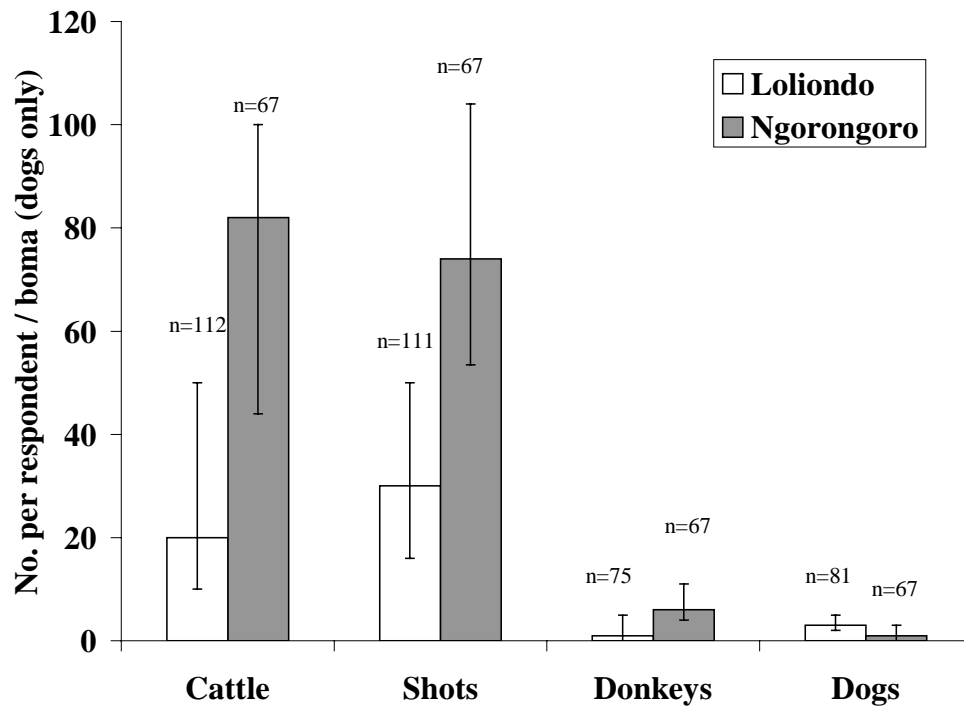 No. per respondent / boma (dogs only)
120
100
80
60
40
20
0
n=67
n=67
n=112
n=111
n=67
n=75
n=81
n=67
Loliondo
Ngorongoro
Cattle
Shots
Donkeys
Dogs